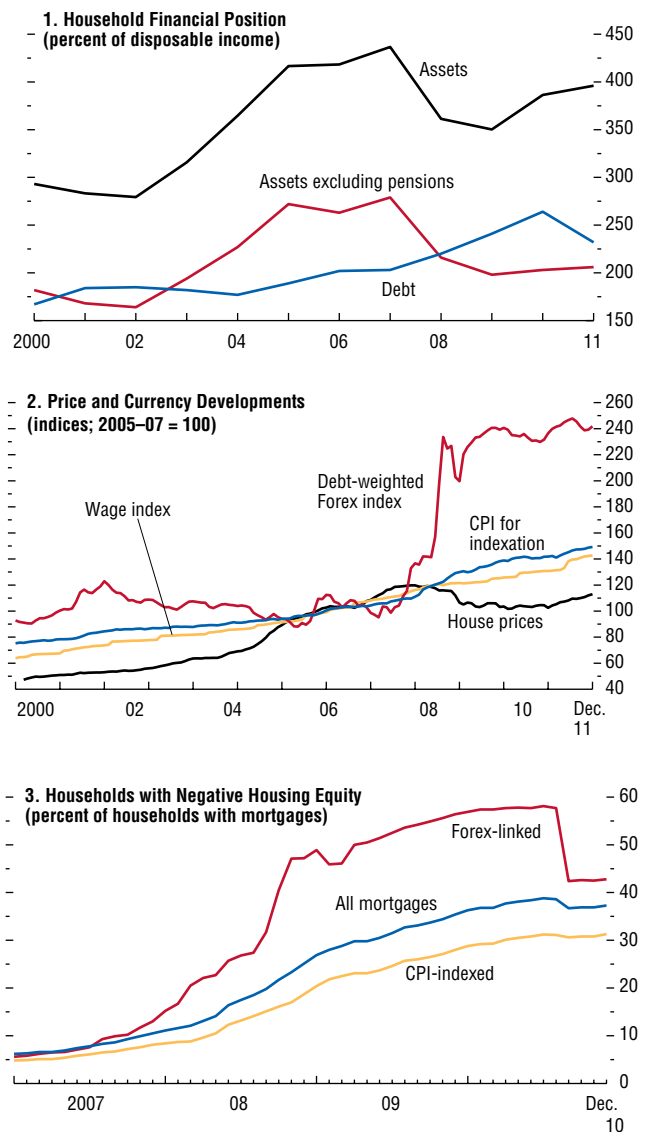 1. Household Financial Position
(percent of disposable income)
450
Assets
400
350
300
Assets excluding pensions
250
200
Debt
150
2000 02 04 06 08 11
2. Price and Currency Developments
(indices; 2005–07 = 100)
260
240
Debt-weighted
Forex index
220
200
Wage index
180
CPI for
indexation
160
140
120
100
House prices
80
60
40
2000 02 04 06 08 10 Dec.
11
3. Households with Negative Housing Equity
(percent of households with mortgages)
60
Forex-linked
50
40
All mortgages
30
CPI-indexed
20
10
0
2007 08 09 Dec.
10